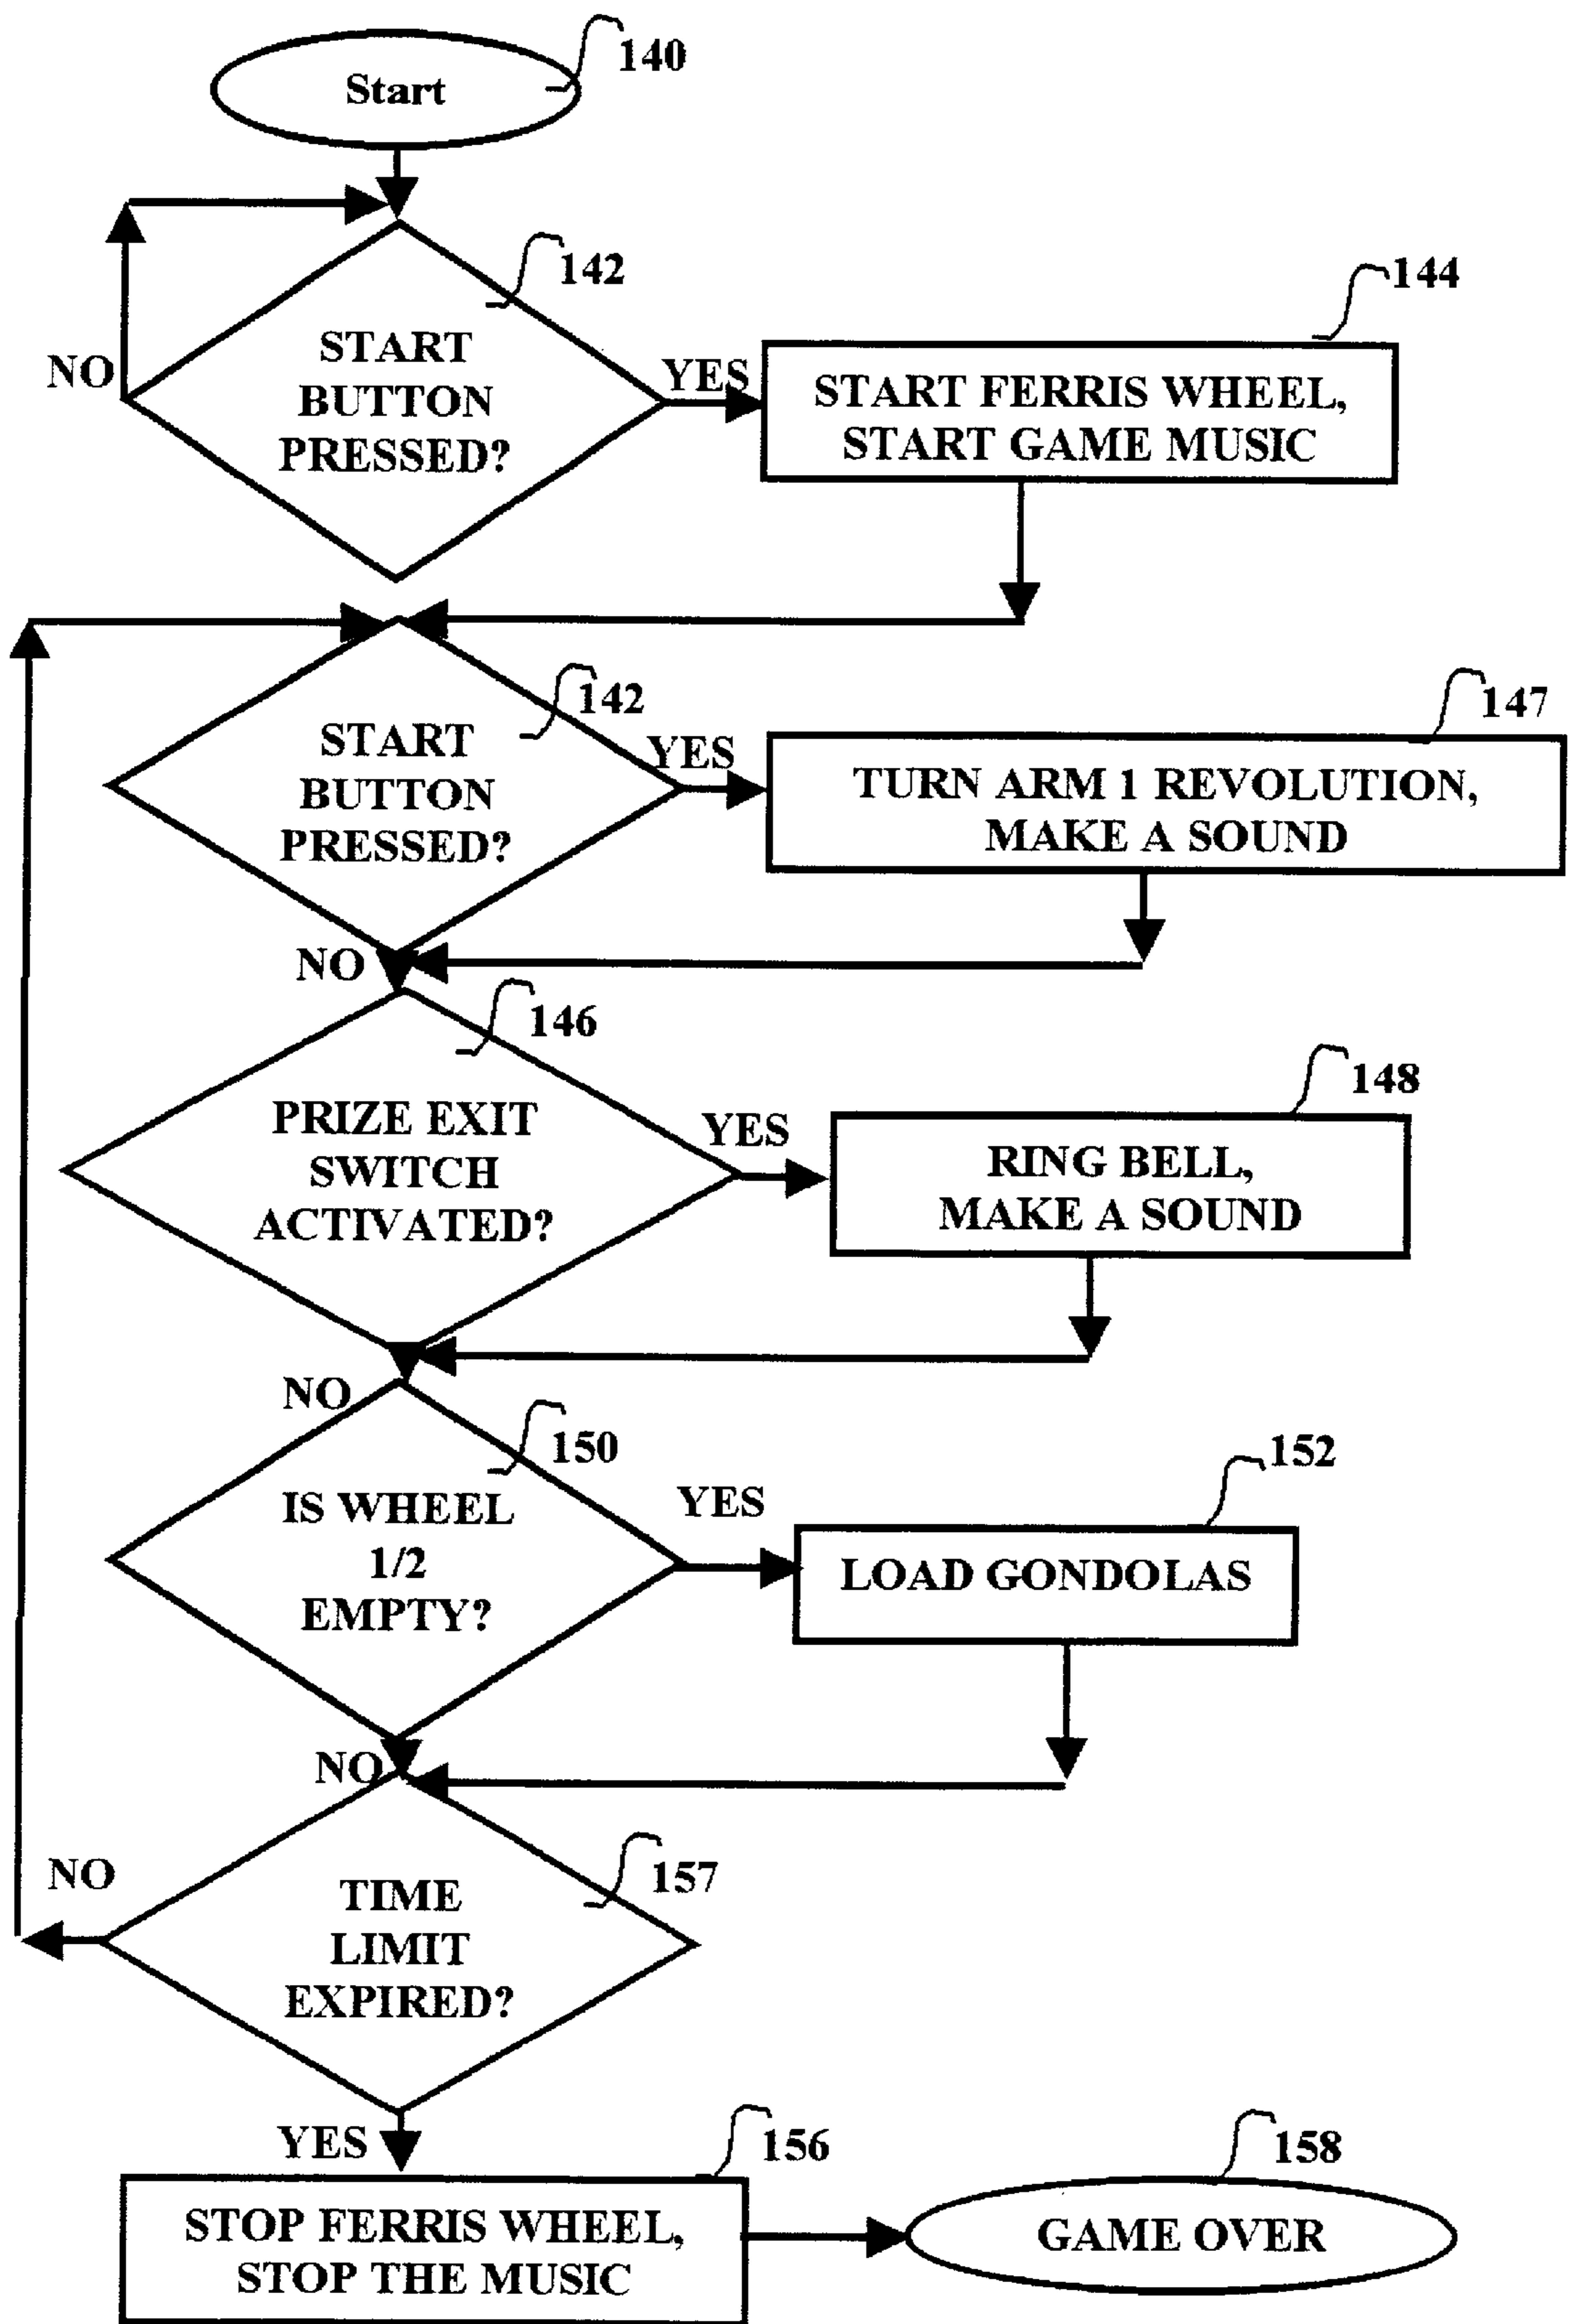 Start
140
142
START
BUTTON
PRESSED?
NO
YES
144
START FERRIS WHEEL,
START GAME MUSIC
142
START
BUTTON
PRESSED?
YES
147
TURN ARM 1 REVOLUTION,
MAKE A SOUND
NO
146
PRIZE EXIT
SWITCH
ACTIVATED?
YES
148
RING BELL,
MAKE A SOUND
NO
150
IS WHEEL
1/2
EMPTY?
YES
152
LOAD GONDOLAS
NO
NO
157
TIME
LIMIT
EXPIRED?
YES
156
STOP FERRIS WHEEL,
STOP THE MUSIC
158
GAME OVER